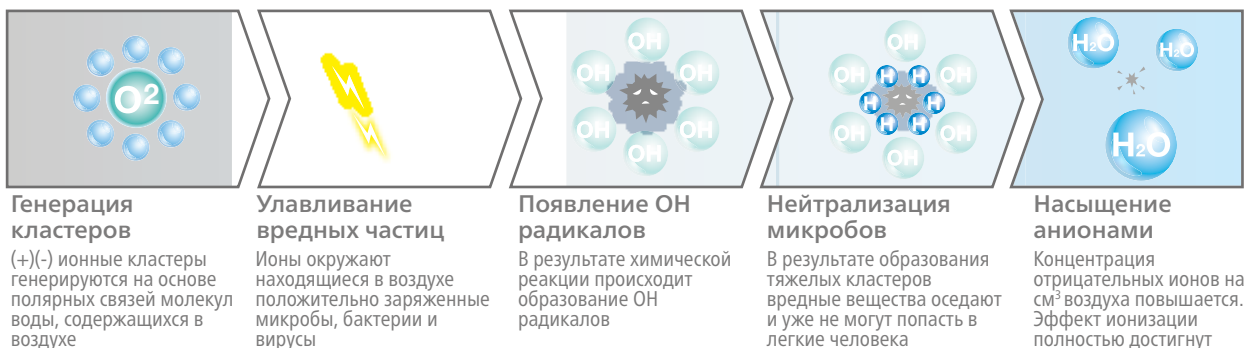 O2
OH
OH
OH
OH
OH
OH
OH
OH
OH
OH
OH
OH
H
H
H
H
H
H
H2O
H2O
H2O
Генерация
кластеров
(+)(-) ионные кластеры
генерируются на основе
полярных связей молекул
воды, содержащихся в
воздухе
Улавливание
вредных частиц
Ионы окружают
находящиеся в воздухе
положительно заряженные
микробы, бактерии и
вирусы
Появление ОН
радикалов
В результате химической
реакции происходит
образование ОН
радикалов
Нейтрализация
микробов
В результате образования
тяжелых кластеров
вредные вещества оседают
и уже не могут попасть в
легкие человека
Насыщение
анионами
Концентрация
отрицательных ионов на
см³ воздуха повышается.
Эффект ионизации
полностью достигнут